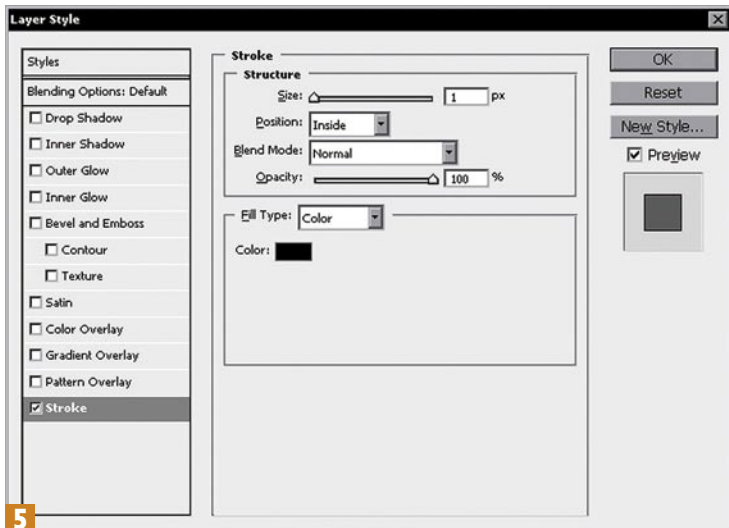 Layer Style
Styles
Blending Options: Default
Drop Shadow
Inner Shadow
Outer Glow
Inner Glow
Bevel and Emboss
Contour
Texture
Satin
Color Overlay
Gradient Overlay
Pattern Overlay
Stroke
Stroke
Structure
Size: 1 px
Position: Inside
Blend Mode: Normal
Opacity: 100 %
Fill Type: Color
Color:
OK
Reset
New Style...
Preview
5